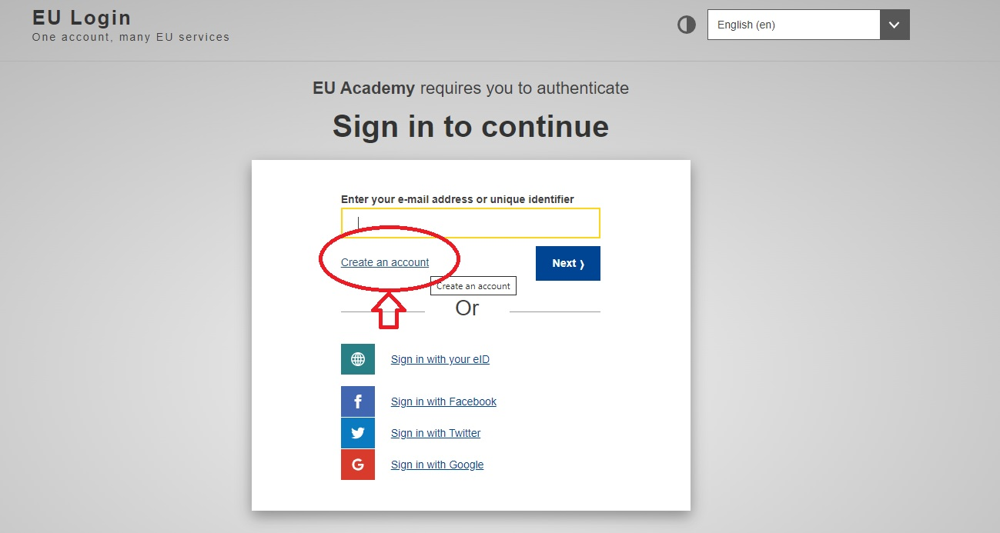 EU Login
One account, many EU services
English (en)
EU Academy requires you to authenticate
Sign in to continue
Enter your e-mail address or unique identifier
Create an account
Next ❯
Create an account
Or
Sign in with your eID
Sign in with Facebook
Sign in with Twitter
Sign in with Google